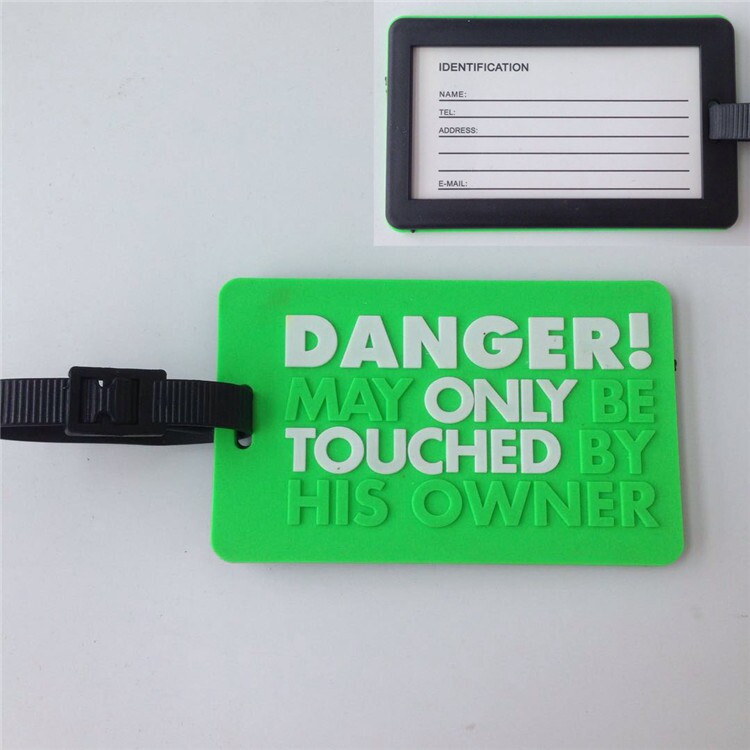 IDENTIFICATION
NAME:
TEL:
ADDRESS:
E-MAIL:
DANGER!
MAY ONLY BE
TOUCHED BY
HIS OWNER